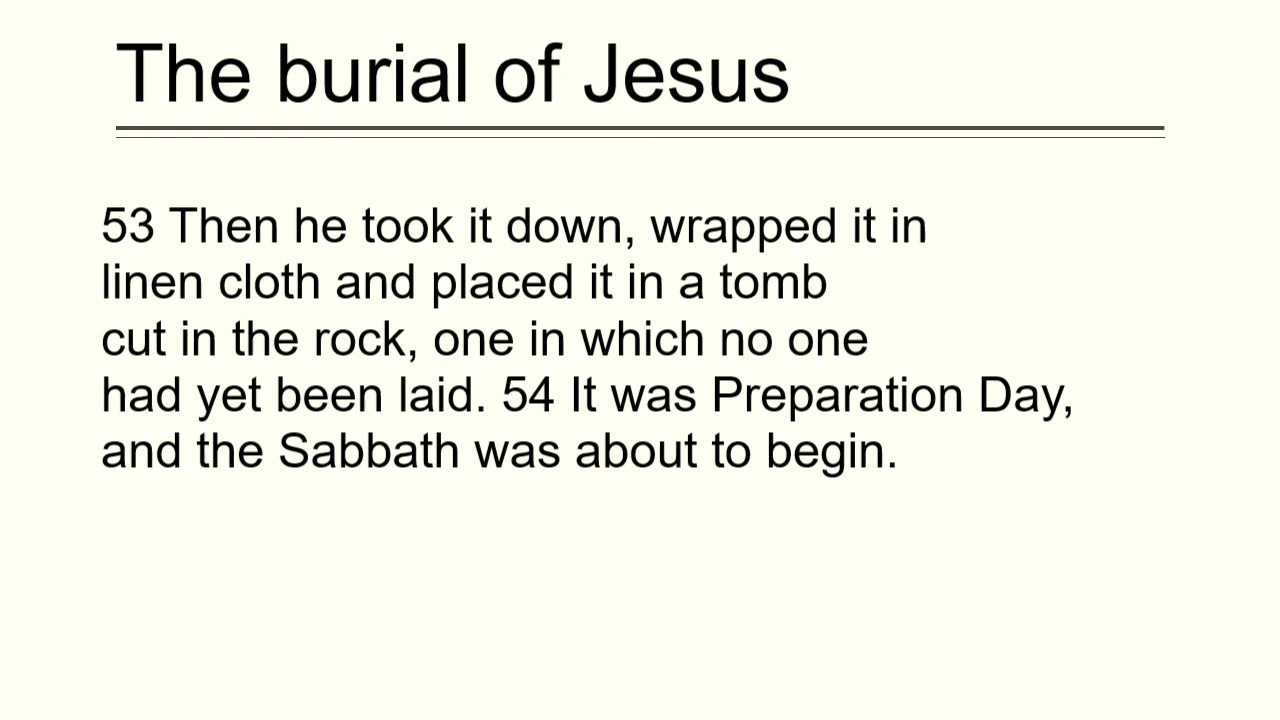 The burial of Jesus
53 Then he took it down, wrapped it in
linen cloth and placed it in a tomb
cut in the rock, one in which no one
had yet been laid. 54 It was Preparation Day,
and the Sabbath was about to begin.